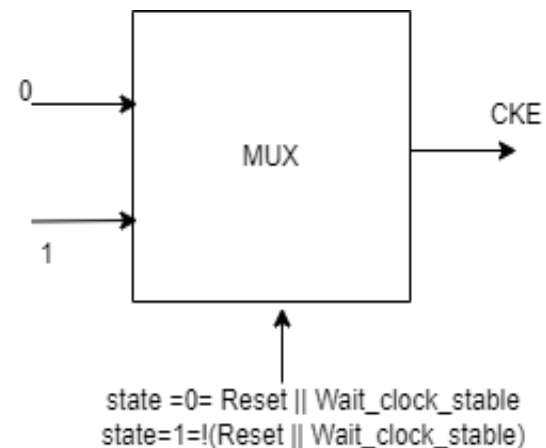 0
CKE
MUX
1
state =0= Reset || Wait_clock_stable
state=1=!(Reset || Wait_clock_stable)